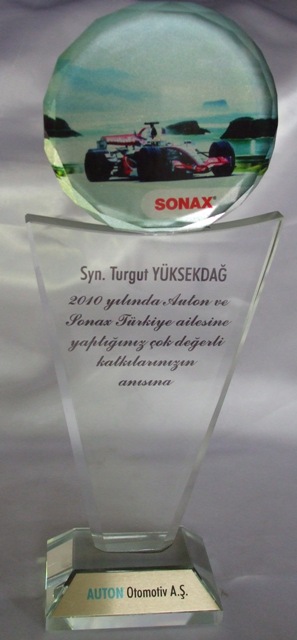 SONAX
Syn. Turgut YÜKSEKDAĞ
2010 yılında Auton ve
Sonax Türkiye ailesine
yaptığınız çok değerli
katkılarınızın
anısına
AUTON Otomotiv A.Ş.